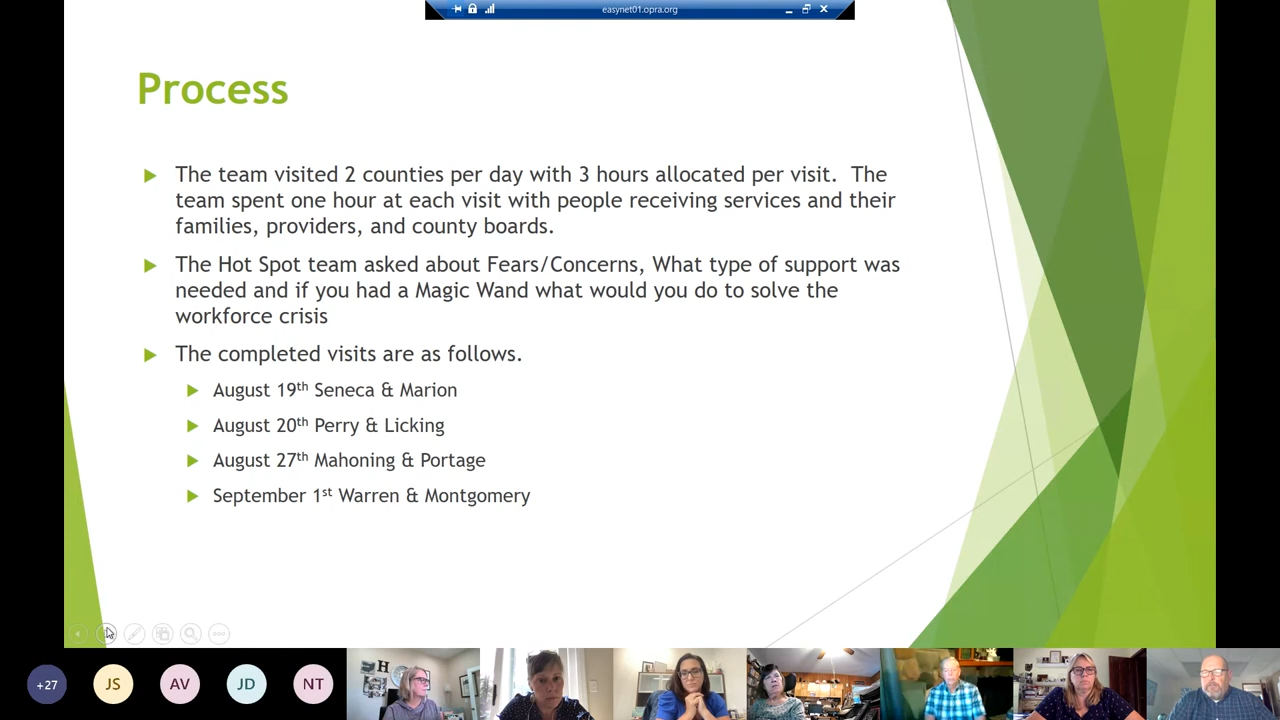 easynet01.opra.org
Process
The team visited 2 counties per day with 3 hours allocated per visit.  The
team spent one hour at each visit with people receiving services and their
families, providers, and county boards.
The Hot Spot team asked about Fears/Concerns, What type of support was
needed and if you had a Magic Wand what would you do to solve the
workforce crisis
The completed visits are as follows.
August 19th Seneca & Marion
August 20th Perry & Licking
August 27th Mahoning & Portage
September 1st Warren & Montgomery
+27 JS AV JD NT H